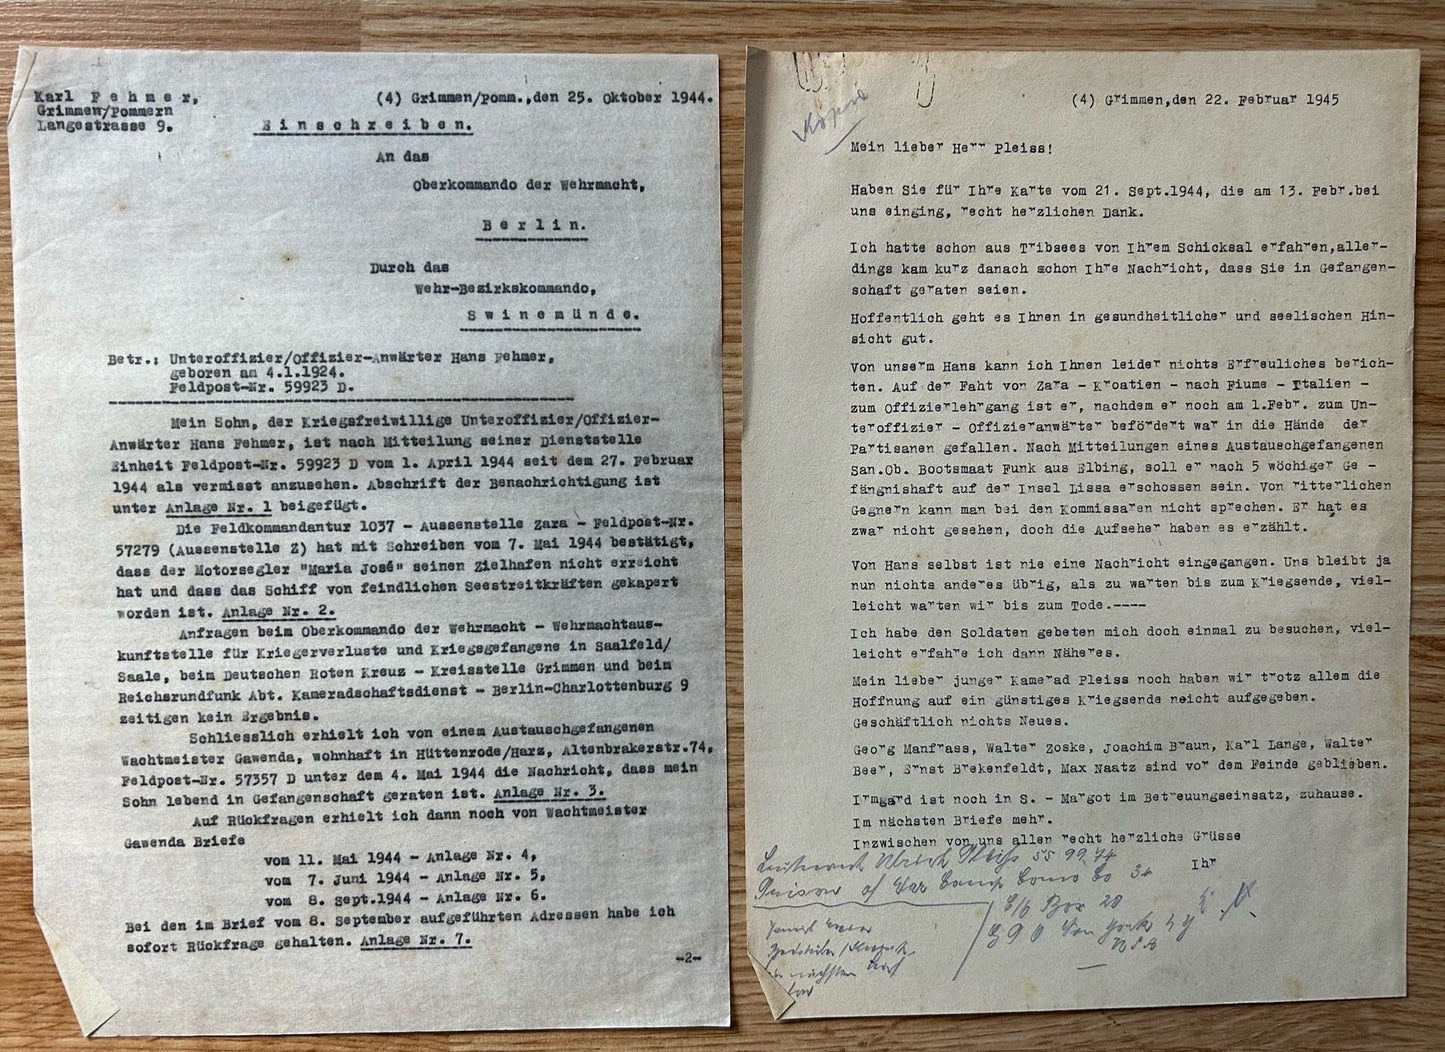 Karl F e h m e r,
Grimmen/Pommern
Langestrasse 9.
(4) Grimmen/Pomm.,den 25. Oktober 1944.
E i n s c h r e i b e n.
An das
Oberkommando der Wehrmacht,
B e r l i n.
Durch das
Wehr-Bezirkskommando,
S w i n e m ü n d e.
Betr.: Unteroffizier/Offizier-Anwärter Hans Fehmer,
geboren am 4.1.1924.
Feldpost-Nr. 59923 D.
Mein Sohn, der Kriegsfreiwillige Unteroffizier/Offizier-
Anwärter Hans Fehmer, ist nach Mitteilung seiner Dienststelle
Einheit Feldpost-Nr. 59923 D vom 1. April 1944 seit dem 27. Februar
1944 als vermisst anzusehen. Abschrift der Benachrichtigung ist
unter Anlage Nr. 1 beigefügt.
Die Feldkommandantur 1037 - Aussenstelle Zara - Feldpost-Nr.
57279 (Aussenstelle Z) hat mit Schreiben vom 7. Mai 1944 bestätigt,
dass der Motorsegler "Maria José" seinen Zielhafen nicht erreicht
hat und dass das Schiff von feindlichen Seestreitkräften gekapert
worden ist. Anlage Nr. 2.
Anfragen beim Oberkommando der Wehrmacht - Wehrmachtaus-
kunftstelle für Kriegerverluste und Kriegsgefangene in Saalfeld/
Saale, beim Deutschen Roten Kreuz - Kreisstelle Grimmen und beim
Reichsrundfunk Abt. Kameradschaftsdienst - Berlin-Charlottenburg 9
zeitigen kein Ergebnis.
Schliesslich erhielt ich von einem Austauschgefangenen
Wachtmeister Gawenda, wohnhaft in Hüttenrode/Harz, Altenbrakerstr.74,
Feldpost-Nr. 57357 D unter dem 4. Mai 1944 die Nachricht, dass mein
Sohn lebend in Gefangenschaft geraten ist. Anlage Nr. 3.
Auf Rückfragen erhielt ich dann noch von Wachtmeister
Gawenda Briefe
vom 11. Mai 1944 - Anlage Nr. 4,
vom 7. Juni 1944 - Anlage Nr. 5,
vom 8. Sept.1944 - Anlage Nr. 6.
Bei den im Brief vom 8. September aufgeführten Adressen habe ich
sofort Rückfrage gehalten. Anlage Nr. 7.
-2-
(4) Grimmen,den 22. Februar 1945
Mein lieber Herr Pleiss!
Haben Sie für Ihre Karte vom 21. Sept.1944, die am 13. Febr.bei
uns einging, recht herzlichen Dank.
Ich hatte schon aus Tribsees von Ihrem Schicksal erfahren,aller-
dings kam kurz danach schon Ihre Nachricht, dass Sie in Gefangen-
schaft geraten seien.
Hoffentlich geht es Ihnen in gesundheitlicher und seelischen Hin-
sicht gut.
Von unserm Hans kann ich Ihnen leider nichts Erfreuliches berich-
ten. Auf der Faht von Zara - Kroatien - nach Fiume - Italien -
zum Offizierlehrgang ist er, nachdem er noch am 1.Febr. zum Un-
teroffizier - Offizieranwärter befördert war in die Hände der
Partisanen gefallen. Nach Mitteilungen eines Austauschgefangenen
San.Ob. Bootsmaat Funk aus Elbing, soll er nach 5 wöchiger Ge -
fängnishaft auf der Insel Lissa erschossen sein. Von ritterlichen
Gegnern kann man bei den Kommissaren nicht sprechen. Er hat es
zwar nicht gesehen, doch die Aufseher haben es erzählt.
Von Hans selbst ist nie eine Nachricht eingegangen. Uns bleibt ja
nun nichts anderes übrig, als zu warten bis zum Kriegsende, viel-
leicht warten wir bis zum Tode.----
Ich habe den Soldaten gebeten mich doch einmal zu besuchen, viel-
leicht erfahre ich dann Näheres.
Mein lieber junger Kamerad Pleiss noch haben wir trotz allem die
Hoffnung auf ein günstiges Kriegsende neicht aufgegeben.
Geschäftlich nichts Neues.
Georg Manfrass, Walter Zoske, Joachim Braun, Karl Lange, Walter
Beer, Ernst Brekenfeldt, Max Naatz sind vor dem Feinde geblieben.
Irmgard ist noch in S. - Margot im Betreuungseinsatz, zuhause.
Im nächsten Briefe mehr.
Inzwischen von uns allen recht herzliche Grüsse
Ihr
Leutnant Pleiss
Prison of War Camp Como
Box 20
York
USA
nächsten Brief